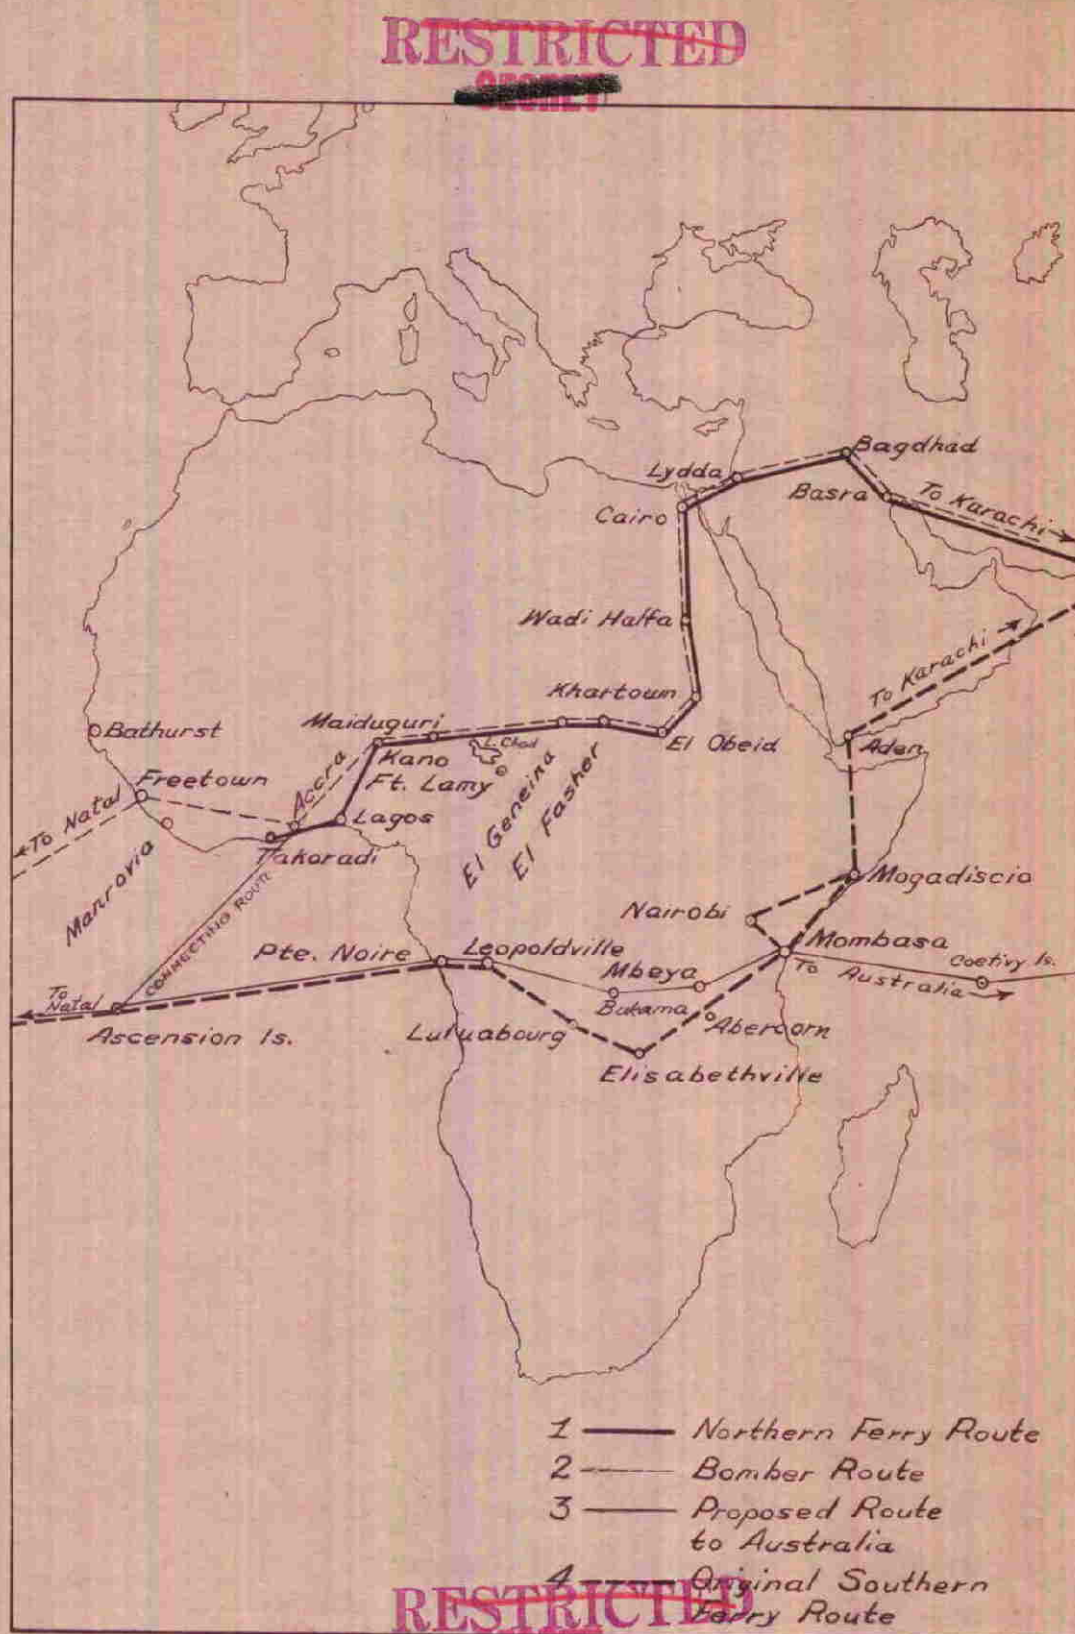 RESTRICTED
SECRET
Lydda
Bagdhad
Basra
To Karachi
Cairo
Wadi Halfa
Khartoum
To Karachi
Maiduguri
L. Chad
El Obeid
Aden
Bathurst
Kano
Accra
Ft. Lamy
Freetown
To Natal
Lagos
El Geneina
El Fasher
Takoradi
Manrovia
CONNECTING ROUTE
Mogadiscio
Nairobi
Pte. Noire
Leopoldville
Mombasa
Mbeya
To
Australia
Coetivy Is.
To
Natal
Bukama
Abercorn
Ascension Is.
Luluabourg
Elisabethville
1 Northern Ferry Route
2 Bomber Route
3 Proposed Route
to Australia
4 Original Southern
Ferry Route
RESTRICTED